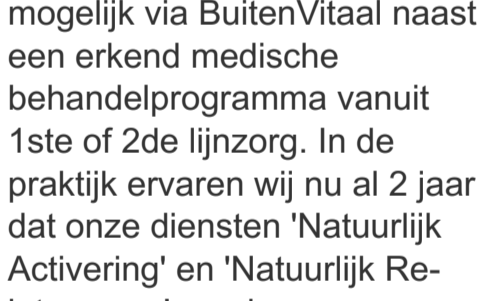 mogelijk via BuitenVitaal naast
een erkend medische
behandelprogramma vanuit
1ste of 2de lijnzorg. In de
praktijk ervaren wij nu al 2 jaar
dat onze diensten 'Natuurlijk
Activering' en 'Natuurlijk Re-